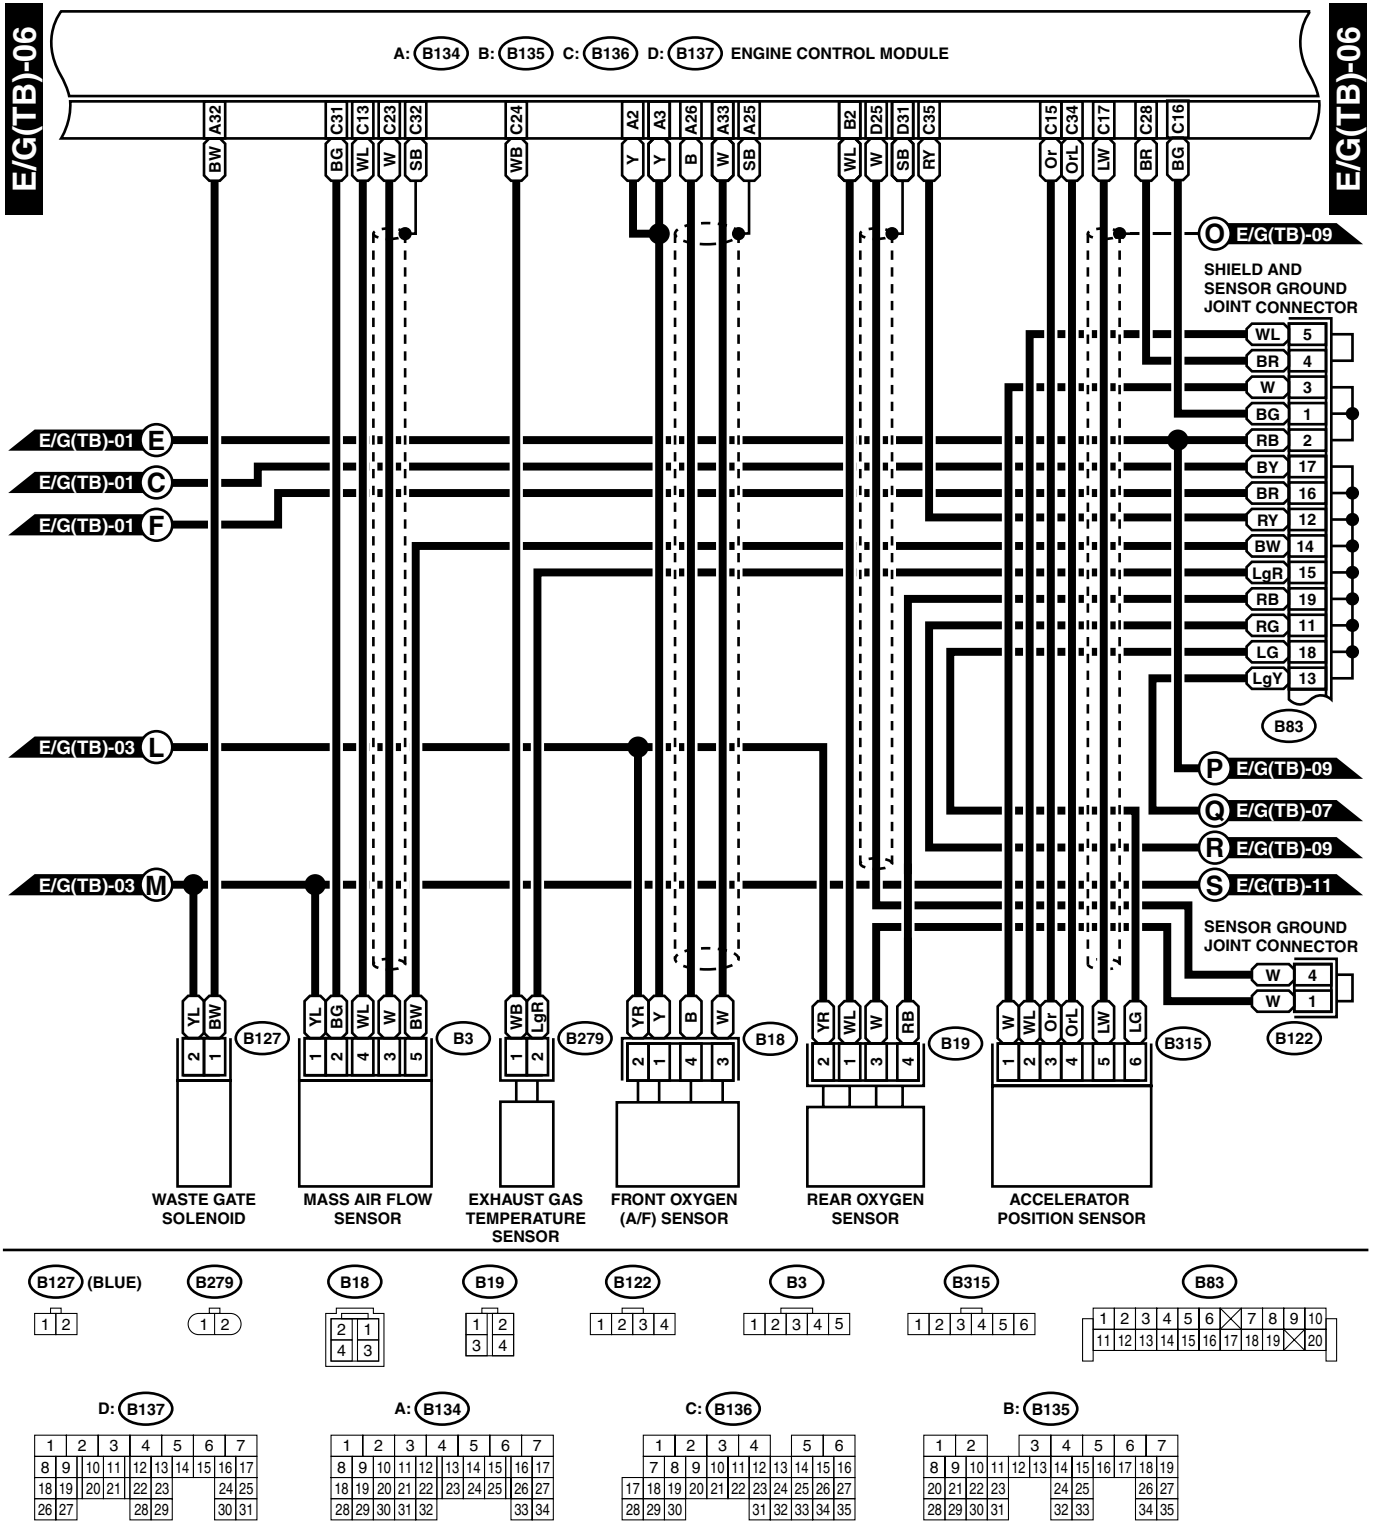 E/G(TB)-06
E/G(TB)-06
A: B134 B: B135 C: B136 D: B137 ENGINE CONTROL MODULE
A32 C31 C13 C23 C32 C24 A2 A3 A26 A33 A25 B2 D25 D31 C35 C15 C34 C17 C28 C16
BW BG WL W SB WB Y Y B W SB WL W SB RY Or OrL LW BR BG
O E/G(TB)-09
SHIELD AND
SENSOR GROUND
JOINT CONNECTOR
WL 5
BR 4
W 3
BG 1
E/G(TB)-01 E
RB 2
BY 17
E/G(TB)-01 C
BR 16
E/G(TB)-01 F
RY 12
BW 14
LgR 15
RB 19
RG 11
LG 18
LgY 13
B83
E/G(TB)-03 L
P E/G(TB)-09
Q E/G(TB)-07
R E/G(TB)-09
E/G(TB)-03 M
S E/G(TB)-11
SENSOR GROUND
JOINT CONNECTOR
W 4
W 1
B122
YL BW YL BG WL W BW WB LgR YR Y B W YR WL W RB W WL Or OrL LW LG
B127 B3 B279 B18 B19 B315
2 1 1 2 4 3 5 1 2 2 1 4 3 2 1 3 4 1 2 3 4 5 6
WASTE GATE
SOLENOID
MASS AIR FLOW
SENSOR
EXHAUST GAS
TEMPERATURE
SENSOR
FRONT OXYGEN
(A/F) SENSOR
REAR OXYGEN
SENSOR
ACCELERATOR
POSITION SENSOR
B127 (BLUE)
1 2
B279
1 2
B18
2 1
4 3
B19
1 2
3 4
B122
1 2 3 4
B3
1 2 3 4 5
B315
1 2 3 4 5 6
B83
1 2 3 4 5 6 7 8 9 10
11 12 13 14 15 16 17 18 19 20
D: B137
1 2 3 4 5 6 7
8 9 10 11 12 13 14 15 16 17
18 19 20 21 22 23 24 25
26 27 28 29 30 31
A: B134
1 2 3 4 5 6 7
8 9 10 11 12 13 14 15 16 17
18 19 20 21 22 23 24 25 26 27
28 29 30 31 32 33 34
C: B136
1 2 3 4 5 6
7 8 9 10 11 12 13 14 15 16
17 18 19 20 21 22 23 24 25 26 27
28 29 30 31 32 33 34 35
B: B135
1 2 3 4 5 6 7
8 9 10 11 12 13 14 15 16 17 18 19
20 21 22 23 24 25 26 27
28 29 30 31 32 33 34 35